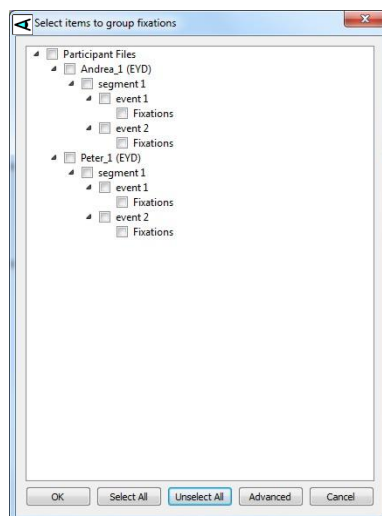 Select items to group fixations
Participant Files
Andrea_1 (EYD)
segment 1
event 1
Fixations
event 2
Fixations
Peter_1 (EYD)
segment 1
event 1
Fixations
event 2
Fixations
OK Select All Unselect All Advanced Cancel